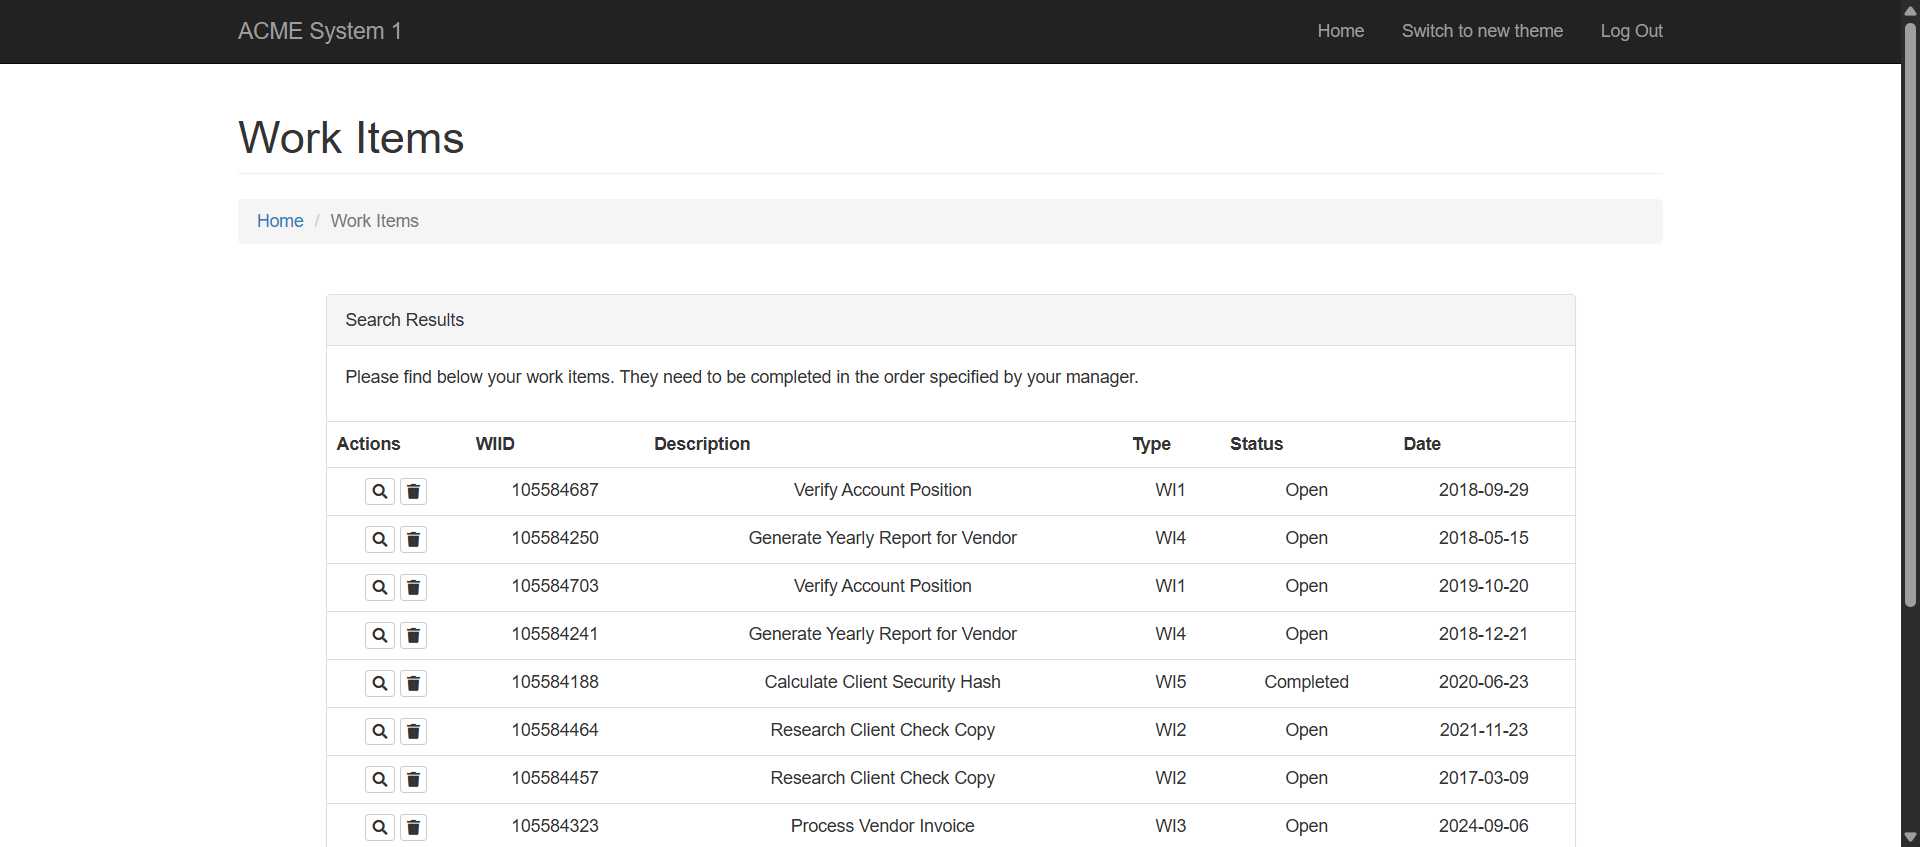 ACME System 1 Home Switch to new theme Log Out
Work Items
Home / Work Items
Search Results
Please find below your work items. They need to be completed in the order specified by your manager.
Actions WIID Description Type Status Date
105584687 Verify Account Position WI1 Open 2018-09-29
105584250 Generate Yearly Report for Vendor WI4 Open 2018-05-15
105584703 Verify Account Position WI1 Open 2019-10-20
105584241 Generate Yearly Report for Vendor WI4 Open 2018-12-21
105584188 Calculate Client Security Hash WI5 Completed 2020-06-23
105584464 Research Client Check Copy WI2 Open 2021-11-23
105584457 Research Client Check Copy WI2 Open 2017-03-09
105584323 Process Vendor Invoice WI3 Open 2024-09-06